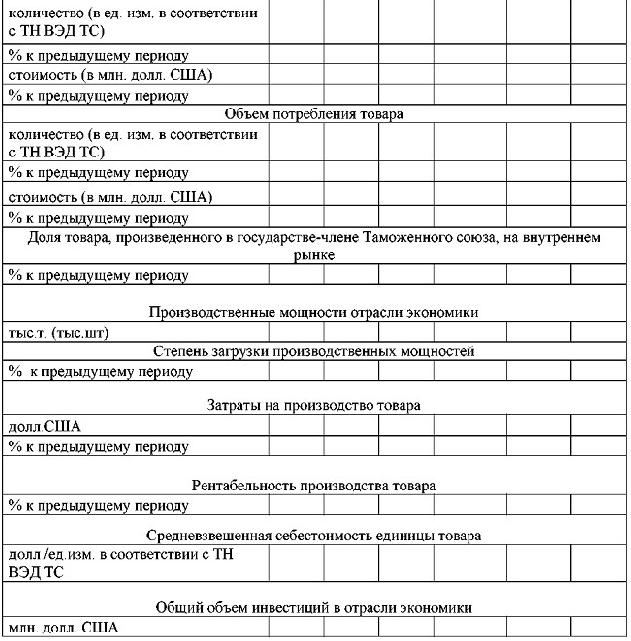 количество (в ед. изм. в соответствии
с ТН ВЭД ТС)
% к предыдущему периоду
стоимость (в млн. долл. США)
% к предыдущему периоду
Объем потребления товара
количество (в ед. изм. в соответствии
с ТН ВЭД ТС)
% к предыдущему периоду
стоимость (в млн. долл. США)
% к предыдущему периоду
Доля товара, произведенного в государстве-члене Таможенного союза, на внутреннем
рынке
% к предыдущему периоду
Производственные мощности отрасли экономики
тыс.т. (тыс.шт)
Степень загрузки производственных мощностей
% к предыдущему периоду
Затраты на производство товара
долл.США
% к предыдущему периоду
Рентабельность производства товара
% к предыдущему периоду
Средневзвешенная себестоимость единицы товара
долл /ед.изм. в соответствии с ТН
ВЭД ТС
Общий объем инвестиций в отрасли экономики
млн. долл. США